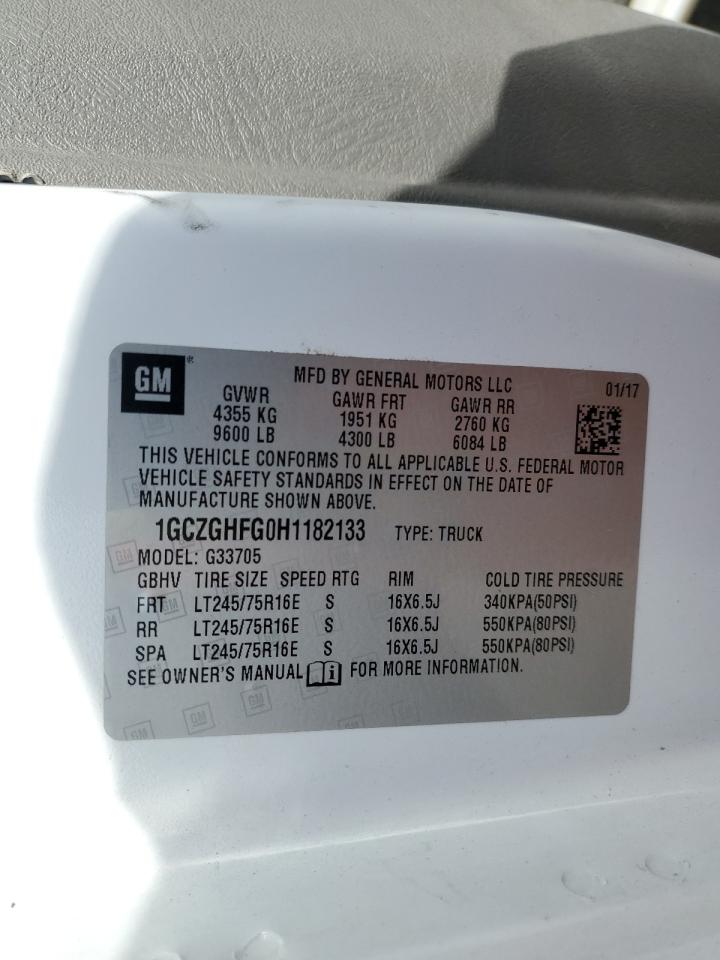 GM
MFD BY GENERAL MOTORS LLC 01/17
GVWR GAWR FRT GAWR RR
4355 KG 1951 KG 2760 KG
9600 LB 4300 LB 6084 LB
THIS VEHICLE CONFORMS TO ALL APPLICABLE U.S. FEDERAL MOTOR
VEHICLE SAFETY STANDARDS IN EFFECT ON THE DATE OF
MANUFACTURE SHOWN ABOVE.
1GCZGHFG0H1182133 TYPE: TRUCK
MODEL: G33705
GBHV TIRE SIZE SPEED RTG RIM COLD TIRE PRESSURE
FRT LT245/75R16E S 16X6.5J 340KPA(50PSI)
RR LT245/75R16E S 16X6.5J 550KPA(80PSI)
SPA LT245/75R16E S 16X6.5J 550KPA(80PSI)
SEE OWNER'S MANUAL i FOR MORE INFORMATION.